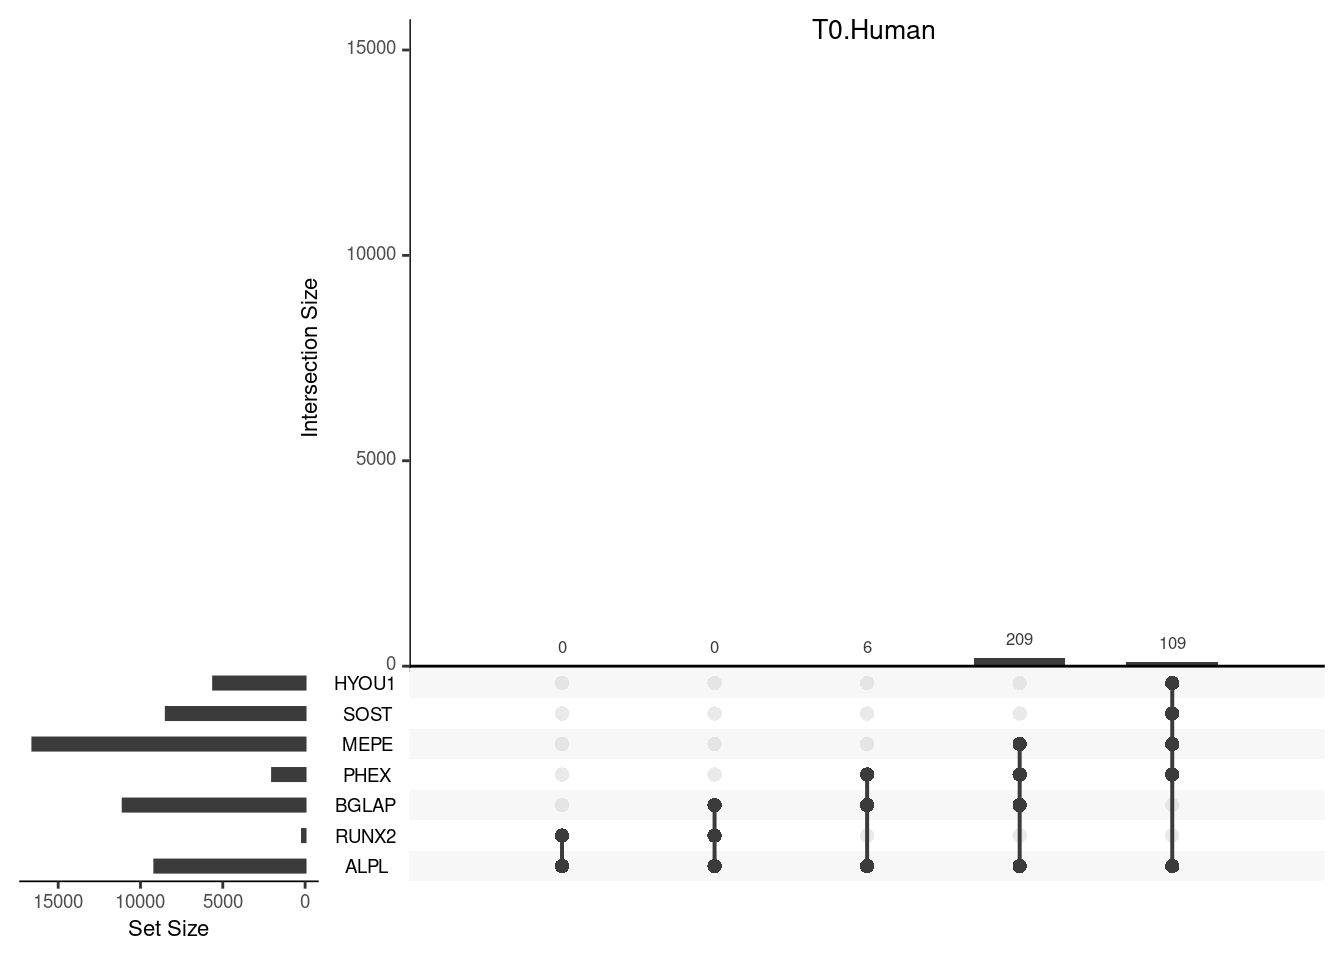 T0.Human
15000
10000
5000
0
Intersection Size
0 0 6 209 109
HYOU1
SOST
MEPE
PHEX
BGLAP
RUNX2
ALPL
15000 10000 5000 0
Set Size